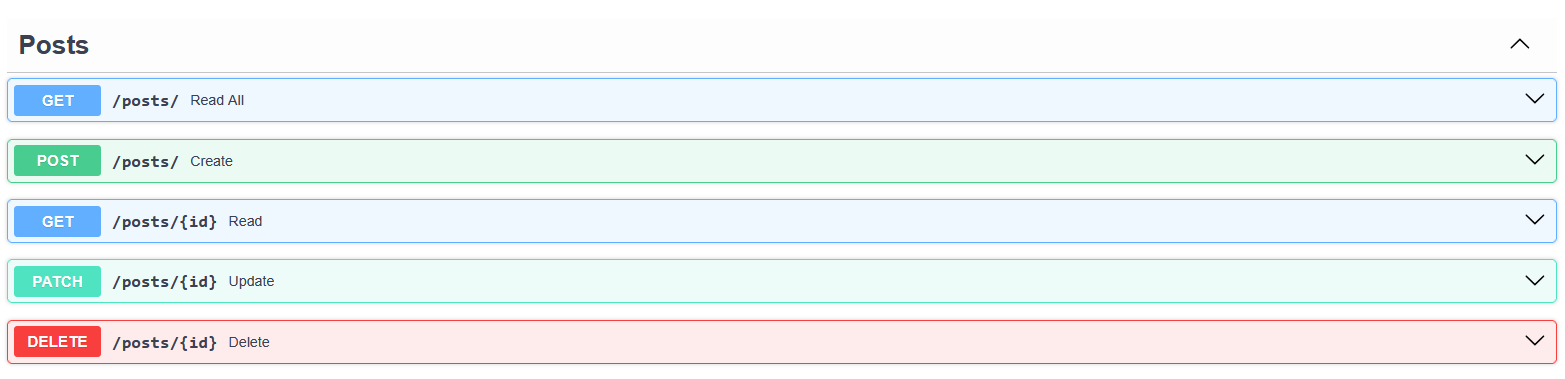 Posts
GET /posts/ Read All
POST /posts/ Create
GET /posts/{id} Read
PATCH /posts/{id} Update
DELETE /posts/{id} Delete